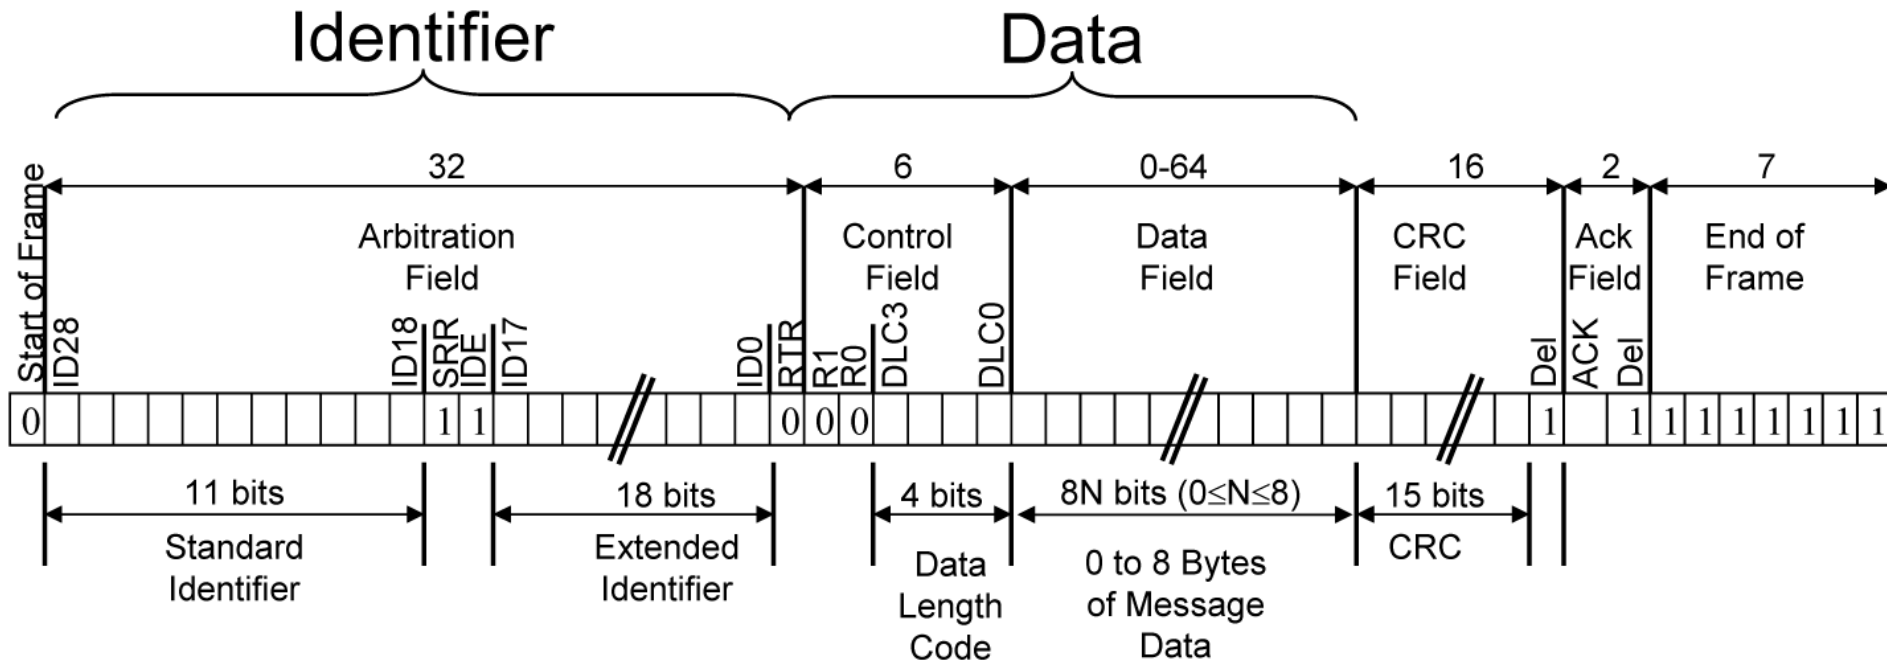 Identifier
Data
32
6
0-64
16
2
7
Start of Frame
Arbitration
Field
Control
Field
Data
Field
CRC
Field
Ack
Field
End of
Frame
ID28
ID18
SRR
IDE
ID17
ID0
RTR
R1
R0
DLC3
DLC0
Del
ACK
Del
0
1
1
0
0
0
1
1
1
1
1
1
1
1
1
11 bits
18 bits
4 bits
8N bits (0≤N≤8)
15 bits
Standard
Identifier
Extended
Identifier
Data
Length
Code
0 to 8 Bytes
of Message
Data
CRC